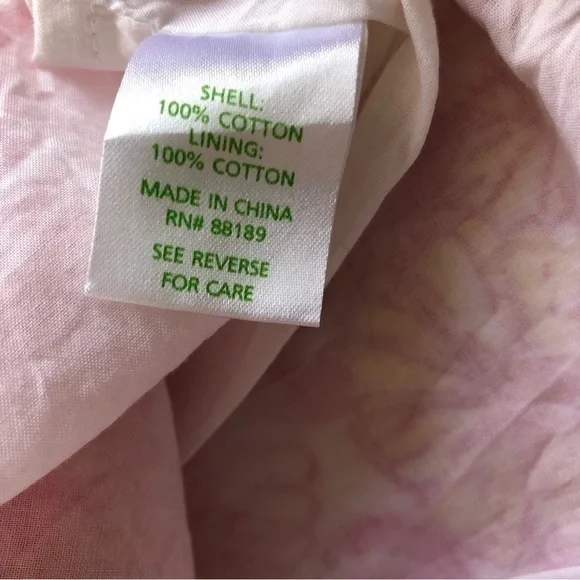 SHELL:
100% COTTON
LINING:
100% COTTON
MADE IN CHINA
RN# 88189
SEE REVERSE
FOR CARE